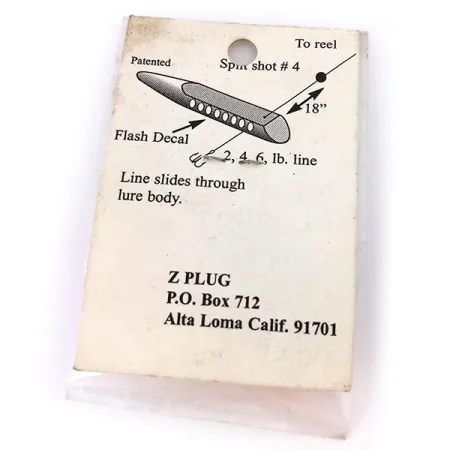 To reel
Patented
Split shot # 4
18"
Flash Decal
2, 4 6, lb. line
Line slides through
lure body.
Z PLUG
P.O. Box 712
Alta Loma Calif. 91701